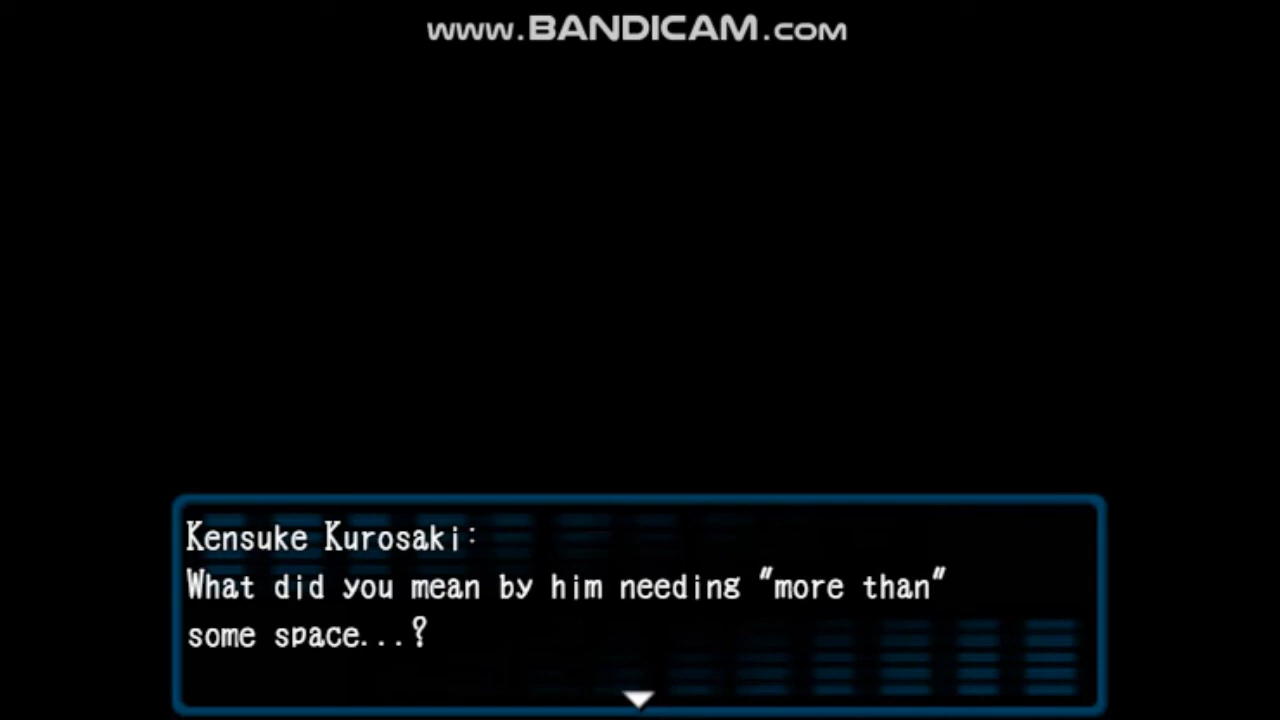 www.BANDICAM.com
Kensuke Kurosaki:
What did you mean by him needing "more than"
some space...?